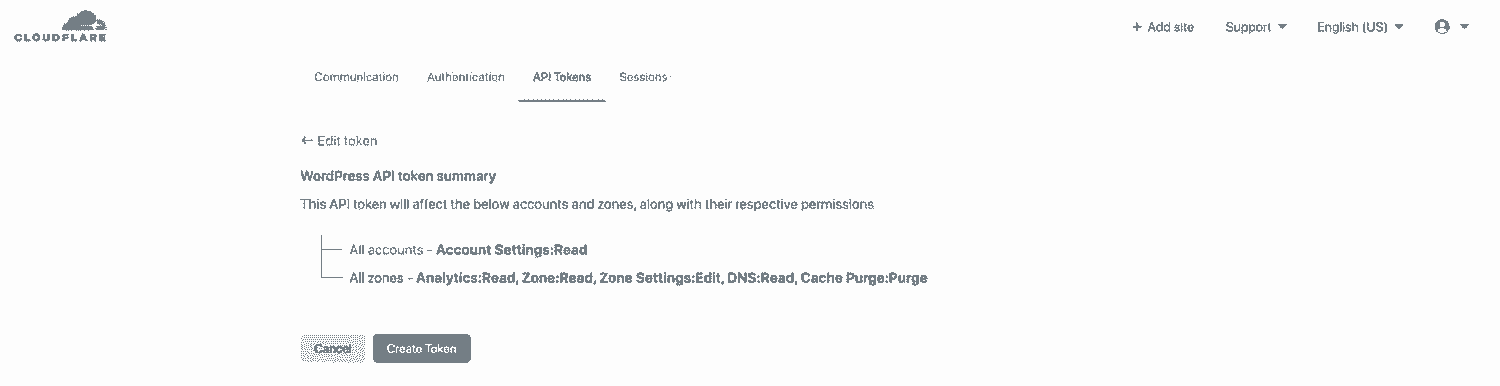 CLOUDFLARE
+ Add site Support English (US)
Communication Authentication API Tokens Sessions
← Edit token
WordPress API token summary
This API token will affect the below accounts and zones, along with their respective permissions
All accounts - Account Settings:Read
All zones - Analytics:Read, Zone:Read, Zone Settings:Edit, DNS:Read, Cache Purge:Purge
Cancel Create Token